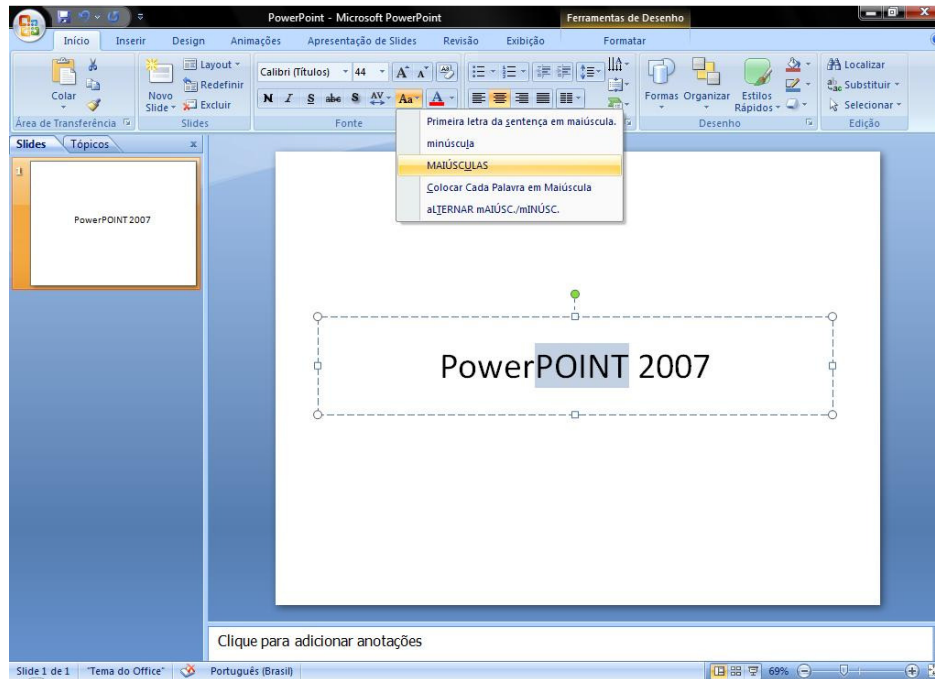 PowerPoint - Microsoft PowerPoint
Ferramentas de Desenho
Início Inserir Design Animações Apresentação de Slides Revisão Exibição Formatar
Colar
Área de Transferência
Novo Slide
Layout
Redefinir
Excluir
Slides
Calibri (Títulos) 44
N I S abc S AV Aa A
Fonte
Formas Organizar Estilos Rápidos
Desenho
Localizar
Substituir
Selecionar
Edição
Primeira letra da sentença em maiúscula.
minúscula
MAIÚSCULAS
Colocar Cada Palavra em Maiúscula
aLTERNAR mAIÚSC./mINÚSC.
Slides Tópicos x
1
PowerPOINT 2007
PowerPOINT 2007
Clique para adicionar anotações
Slide 1 de 1 "Tema do Office" Português (Brasil) 69%